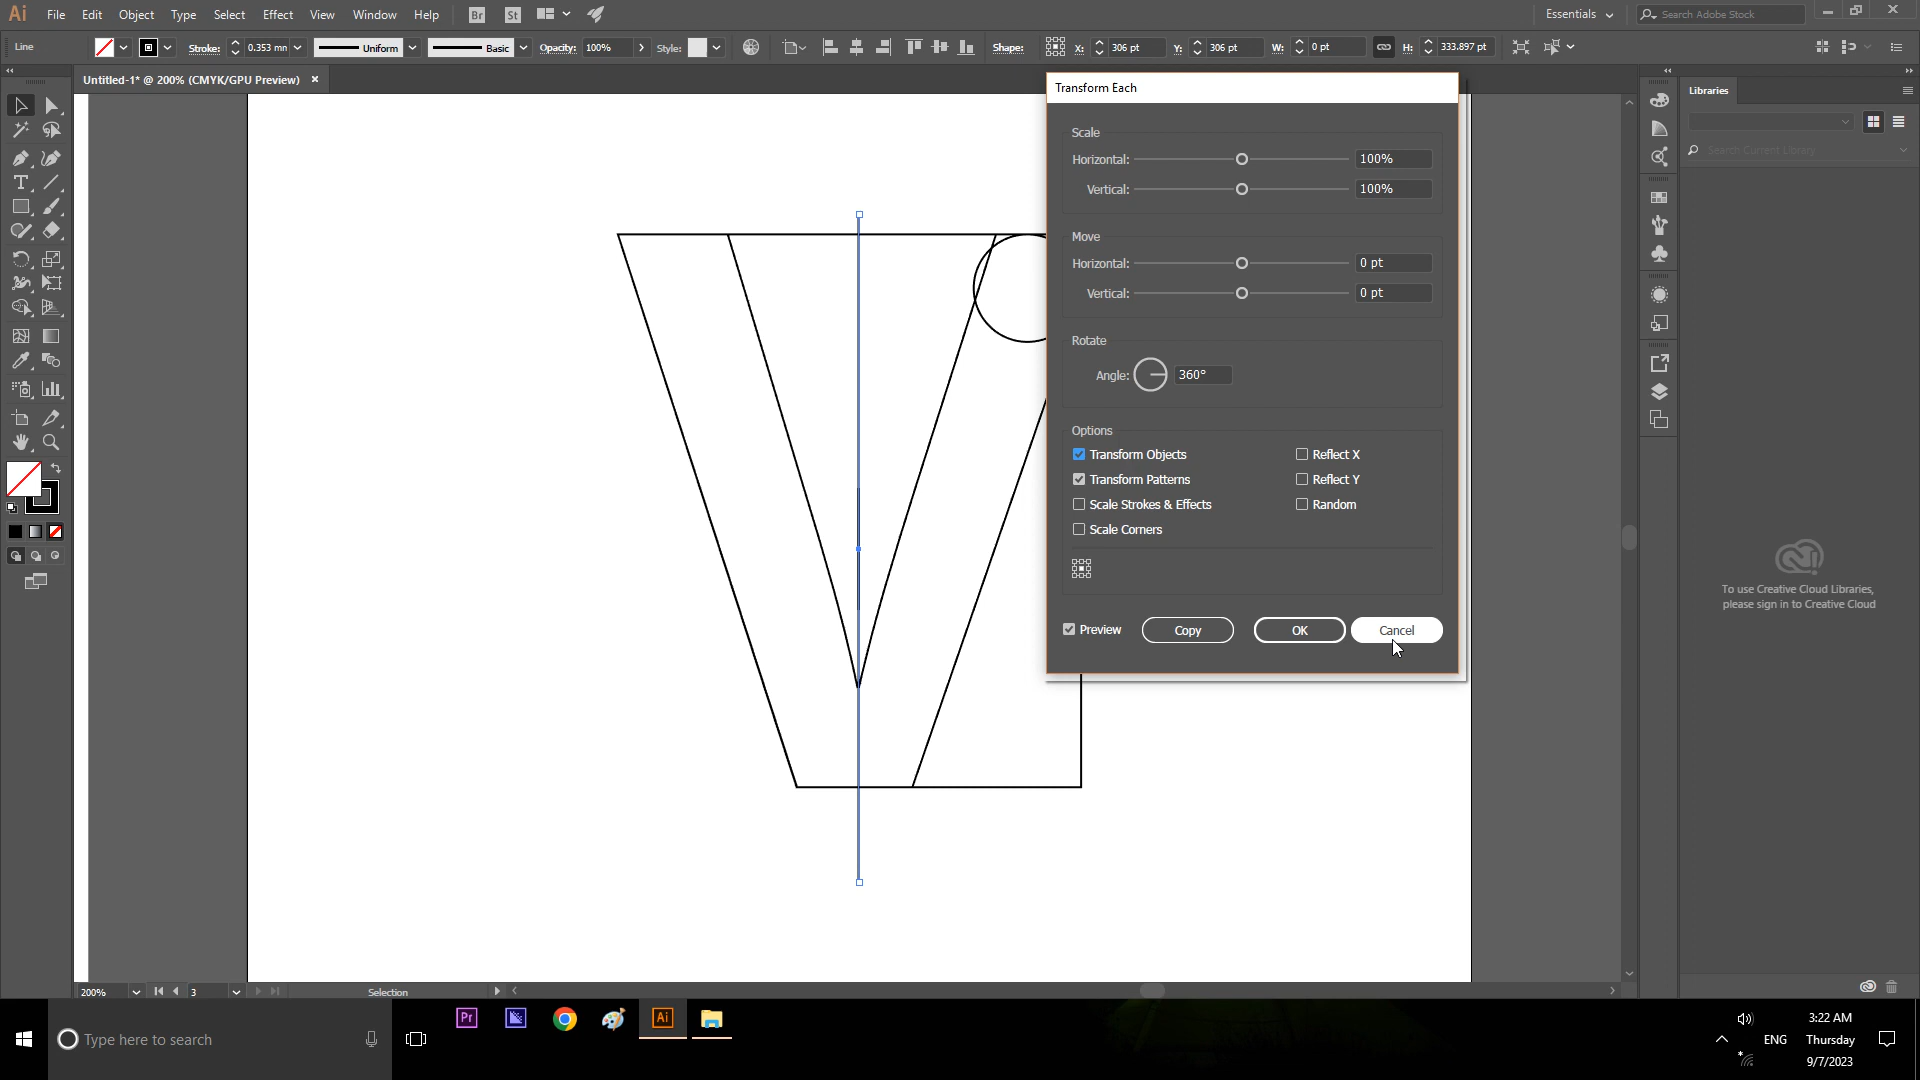 Ai File Edit Object Type Select Effect View Window Help Br St Essentials Search Adobe Stock
Line Stroke: 0.353 mm Uniform Basic Opacity: 100% Style: Shape: X: 306 pt Y: 306 pt W: 0 pt H: 333.897 pt
Untitled-1* @ 200% (CMYK/GPU Preview)
Transform Each
Scale
Horizontal: 100%
Vertical: 100%
Move
Horizontal: 0 pt
Vertical: 0 pt
Rotate
Angle: 360°
Options
Transform Objects Reflect X
Transform Patterns Reflect Y
Scale Strokes & Effects Random
Scale Corners
Preview Copy OK Cancel
Libraries
Search Current Library
To use Creative Cloud Libraries,
please sign in to Creative Cloud
200% 3 Selection
Type here to search Pr Ai
ENG
3:22 AM
Thursday
9/7/2023